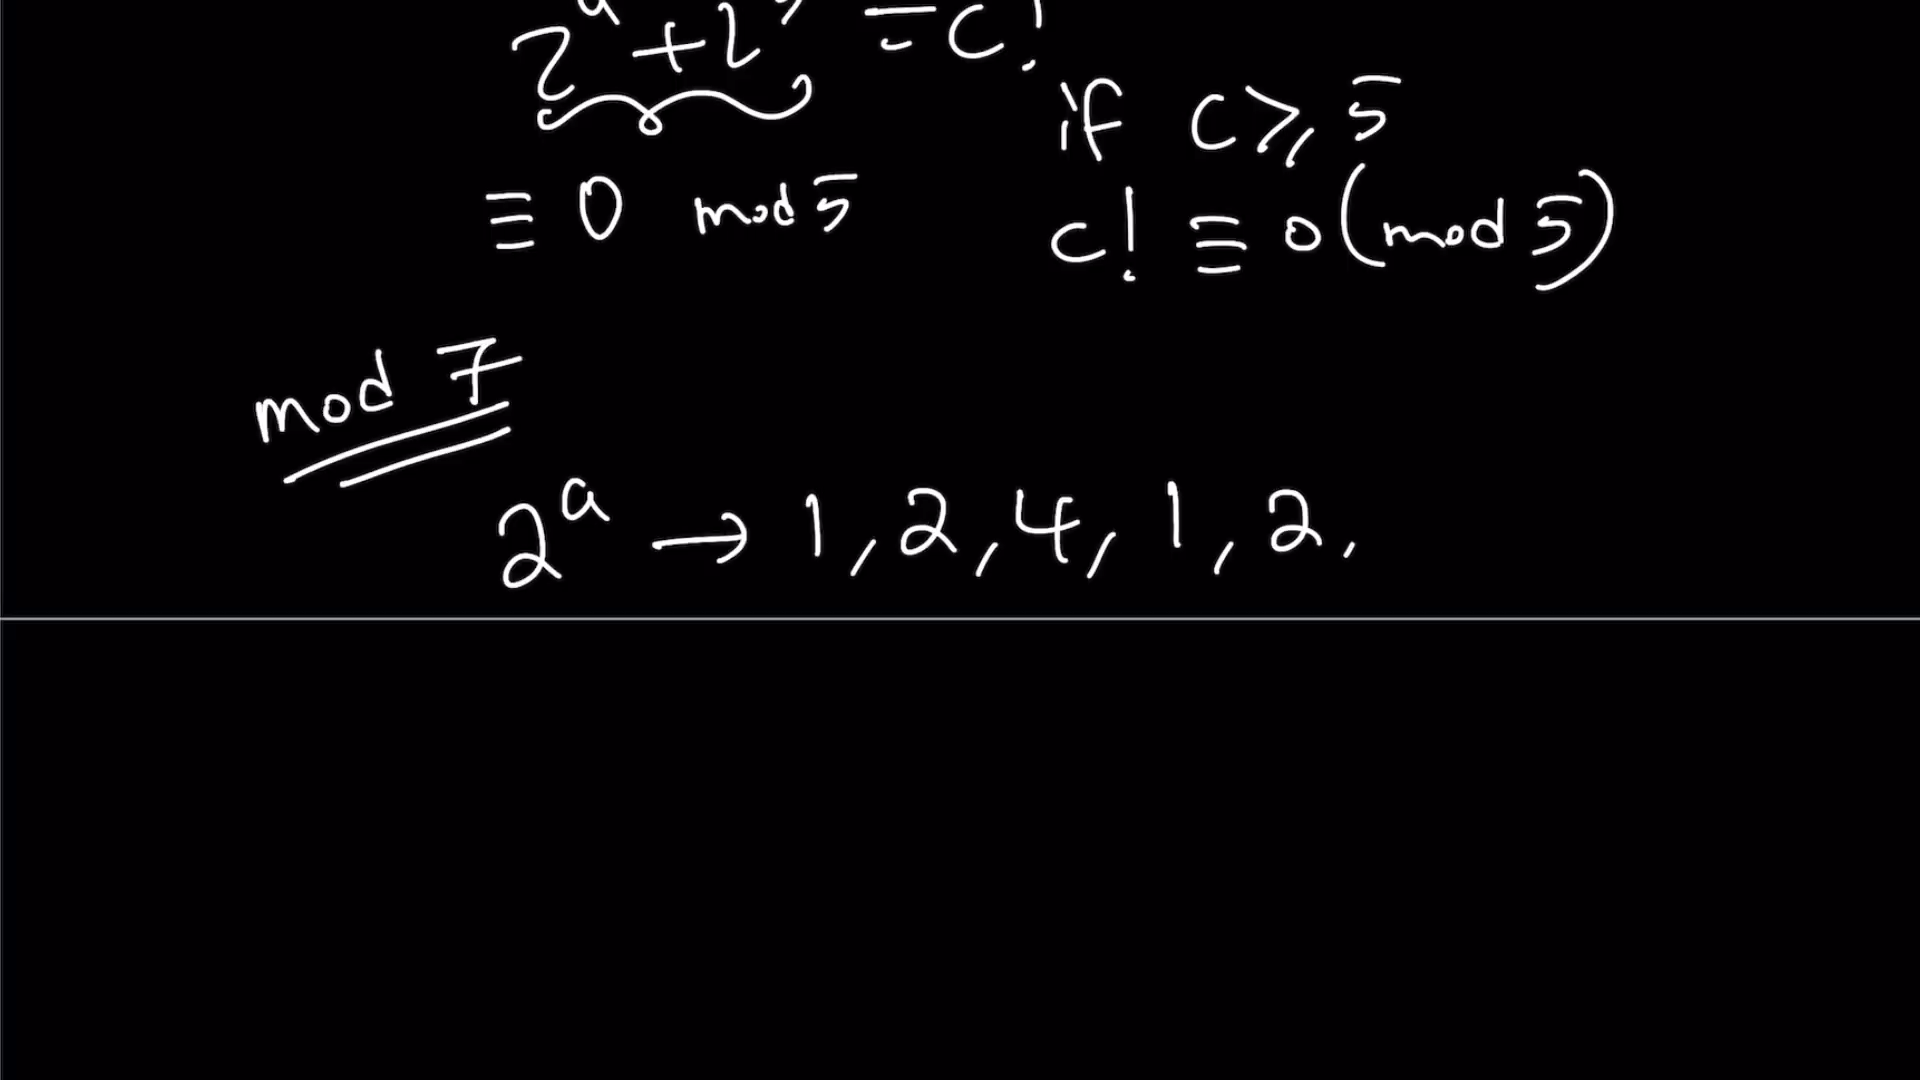 2^a + 2 = c!
if c ⩾ 5
≡ 0 mod 5
c! ≡ 0 (mod 5)
mod 7
2^a → 1, 2, 4, 1, 2,